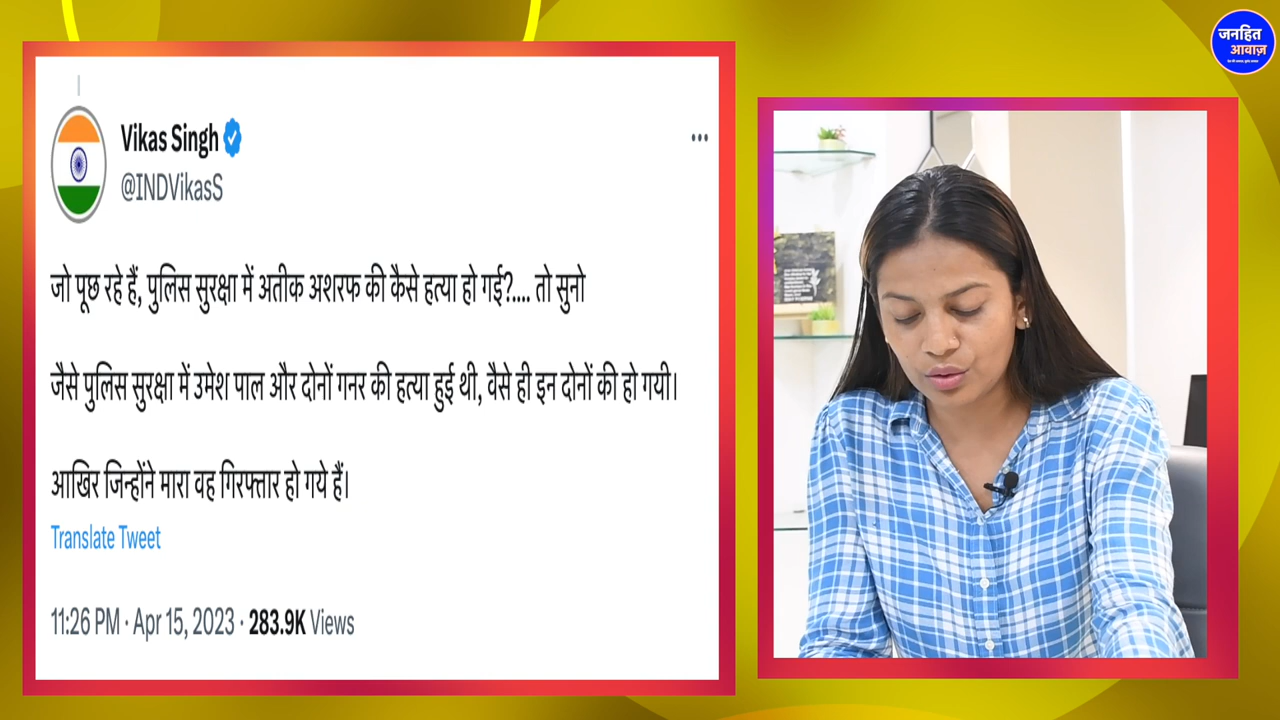 Vikas Singh
@INDVikasS
जो पूछ रहे हैं, पुलिस सुरक्षा में अतीक अशरफ की कैसे हत्या हो गई?.... तो सुनो
जैसे पुलिस सुरक्षा में उमेश पाल और दोनों गनर की हत्या हुई थी, वैसे ही इन दोनों की हो गयी।
आखिर जिन्होंने मारा वह गिरफ्तार हो गये हैं।
Translate Tweet
11:26 PM · Apr 15, 2023 · 283.9K Views
जनहित
आवाज़